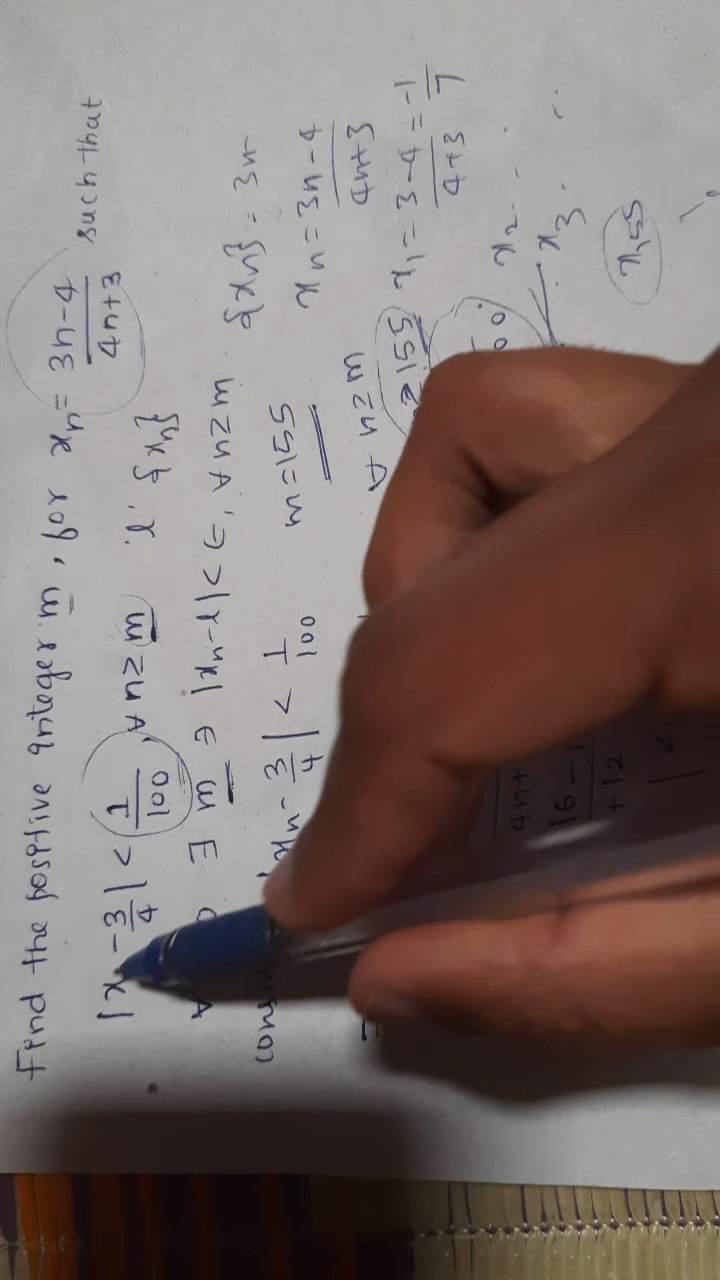 Find the positive integer m, for xn = 3n-4/4n+3 such that
|x - 3/4| < 1/100, ∀ n ≥ m 'l' {xn}
∀ 0 ∃ m ∋ |xn - l| < ∈, ∀ n ≥ m {xn} = 3n-
xn - 3/4 | < 1/100 m = 155 xn = 3n-4/4n+3
∀ n ≥ m
≥ 155 x1 = 3-4/4+3 = -1/7
4n+ x2 . . .
16 - x3 . . .
+ 12
| < x155